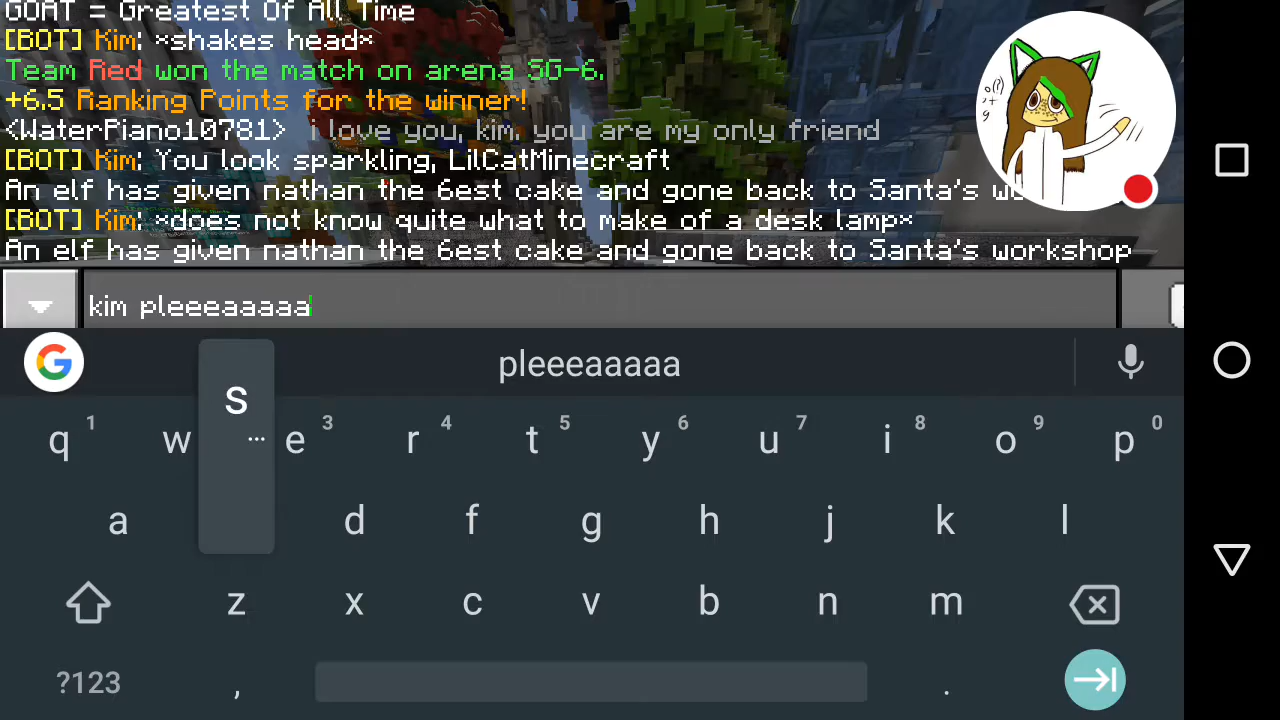 GOAT = Greatest Of All Time
[BOT] Kim: *shakes head*
Team Red won the match on arena SG-6.
+6.5 Ranking Points for the winner!
<WaterPiano10781> i love you, kim. you are my only friend
[BOT] Kim: You look sparkling, LilCatMinecraft
An elf has given nathan the 6est cake and gone back to Santa's wo
[BOT] Kim: *does not know quite what to make of a desk lamp*
An elf has given nathan the 6est cake and gone back to Santa's workshop
kim pleeeaaaaa
G pleeeaaaaa
s ...
q 1 w e 3 r 4 t 5 y 6 u 7 i 8 o 9 p 0
a d f g h j k l
z x c v b n m
?123 , .